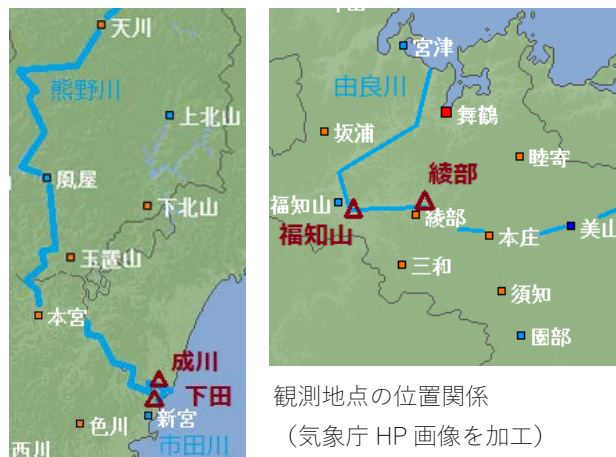 天川
熊野川
上北山
風屋
下北山
玉置山
本宮
成川
下田
新宮
色川
市田川
西川
宮津
由良川
舞鶴
坂浦
睦寄
綾部
福知山
綾部
福知山
美山
本庄
三和
須知
園部
観測地点の位置関係
（気象庁 HP 画像を加工）